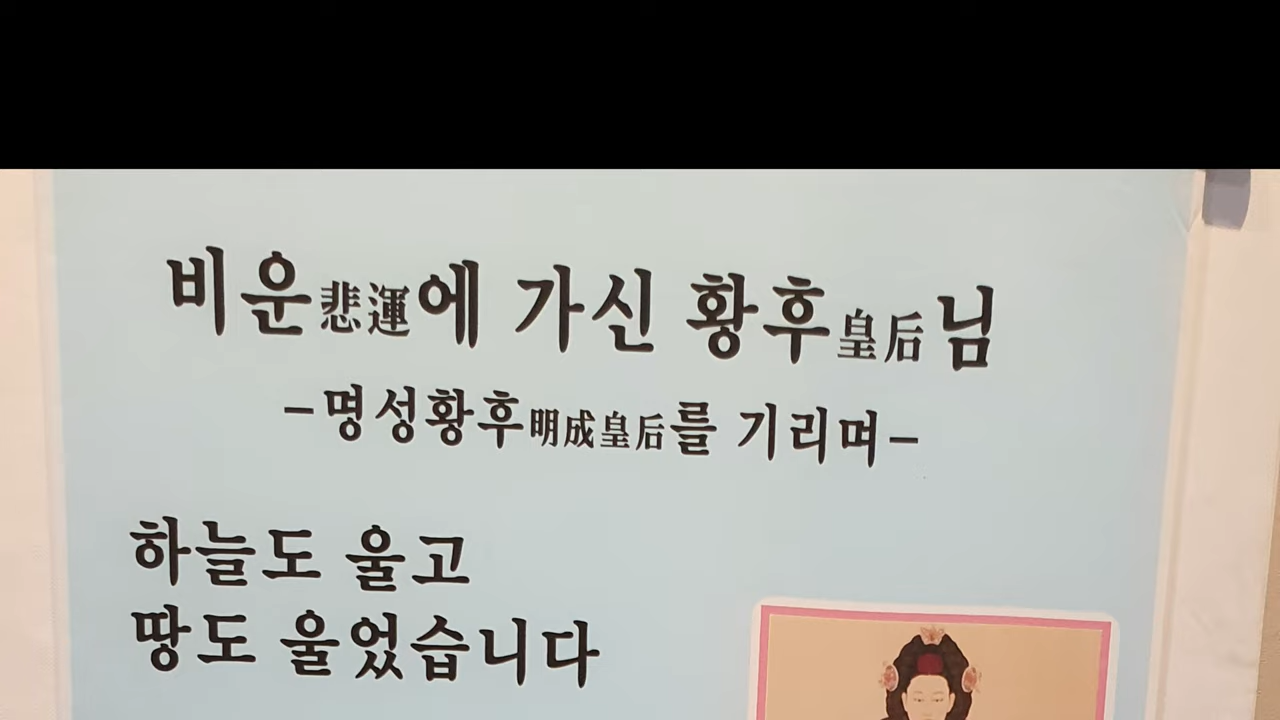 비운悲運에 가신 황후皇后님
-명성황후明成皇后를 기리며-
하늘도 울고
땅도 울었습니다